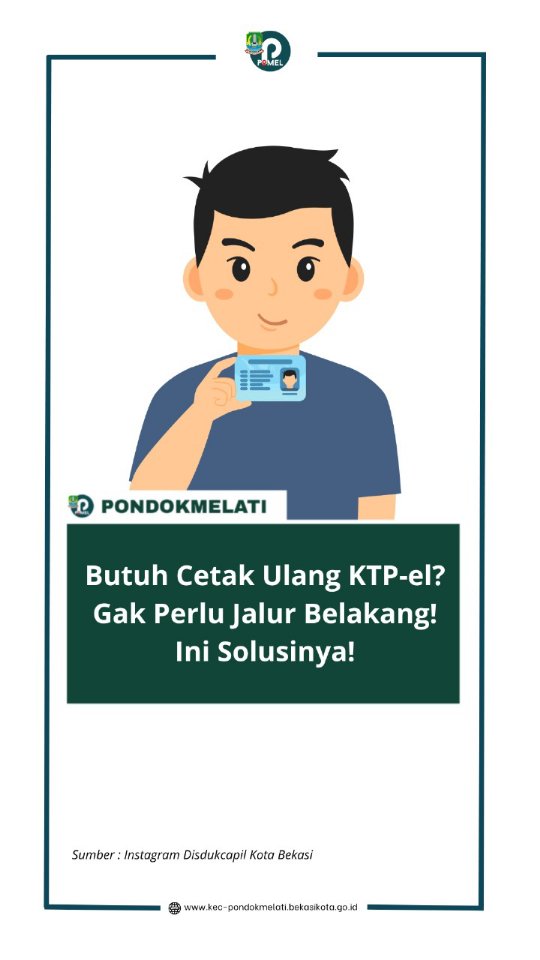 POMEL
PONDOKMELATI
Butuh Cetak Ulang KTP-el?
Gak Perlu Jalur Belakang!
Ini Solusinya!
Sumber : Instagram Disdukcapil Kota Bekasi
www.kec-pondokmelati.bekasikota.go.id